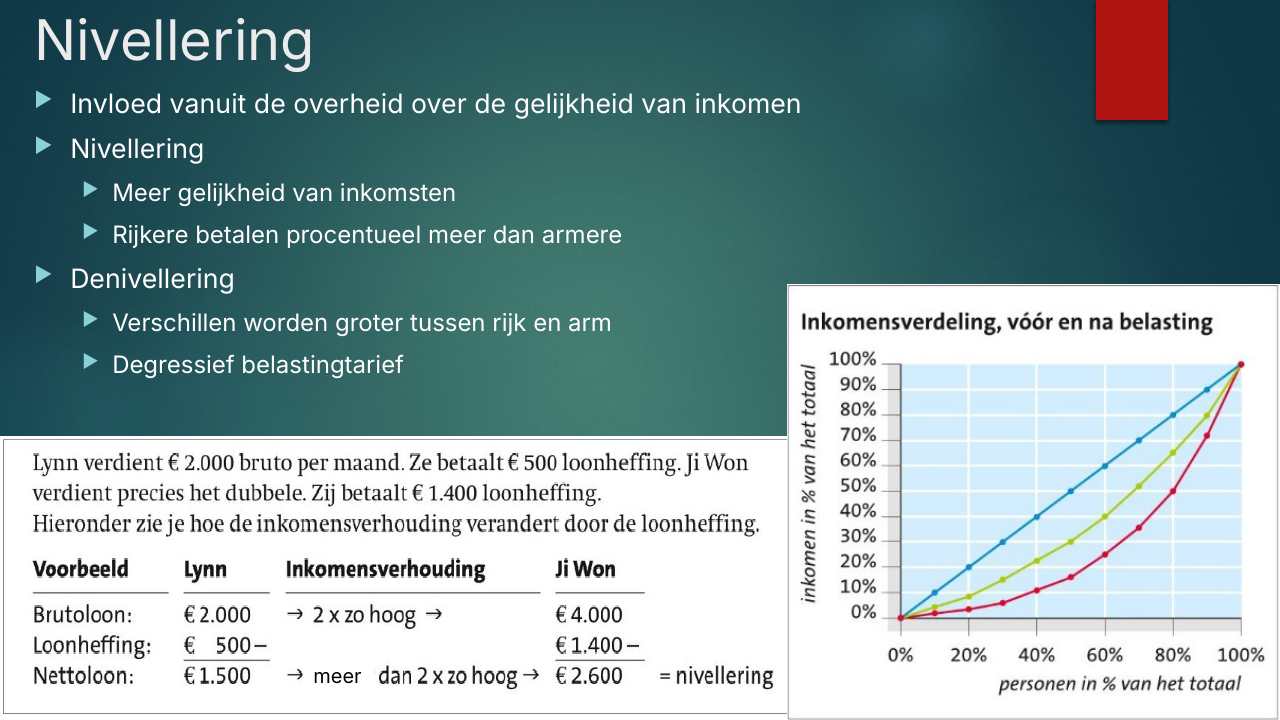 Nivellering
Invloed vanuit de overheid over de gelijkheid van inkomen
Nivellering
Meer gelijkheid van inkomsten
Rijkere betalen procentueel meer dan armere
Denivellering
Verschillen worden groter tussen rijk en arm
Degressief belastingtarief
Lynn verdient € 2.000 bruto per maand. Ze betaalt € 500 loonheffing. Ji Won
verdient precies het dubbele. Zij betaalt € 1.400 loonheffing.
Hieronder zie je hoe de inkomensverhouding verandert door de loonheffing.
Voorbeeld Lynn Inkomensverhouding Ji Won
Brutoloon: € 2.000 → 2 x zo hoog → € 4.000
Loonheffing: € 500 – € 1.400 –
Nettoloon: € 1.500 → meer dan 2 x zo hoog → € 2.600 = nivellering
Inkomensverdeling, vóór en na belasting
inkomen in % van het totaal
100%
90%
80%
70%
60%
50%
40%
30%
20%
10%
0%
0% 20% 40% 60% 80% 100%
personen in % van het totaal